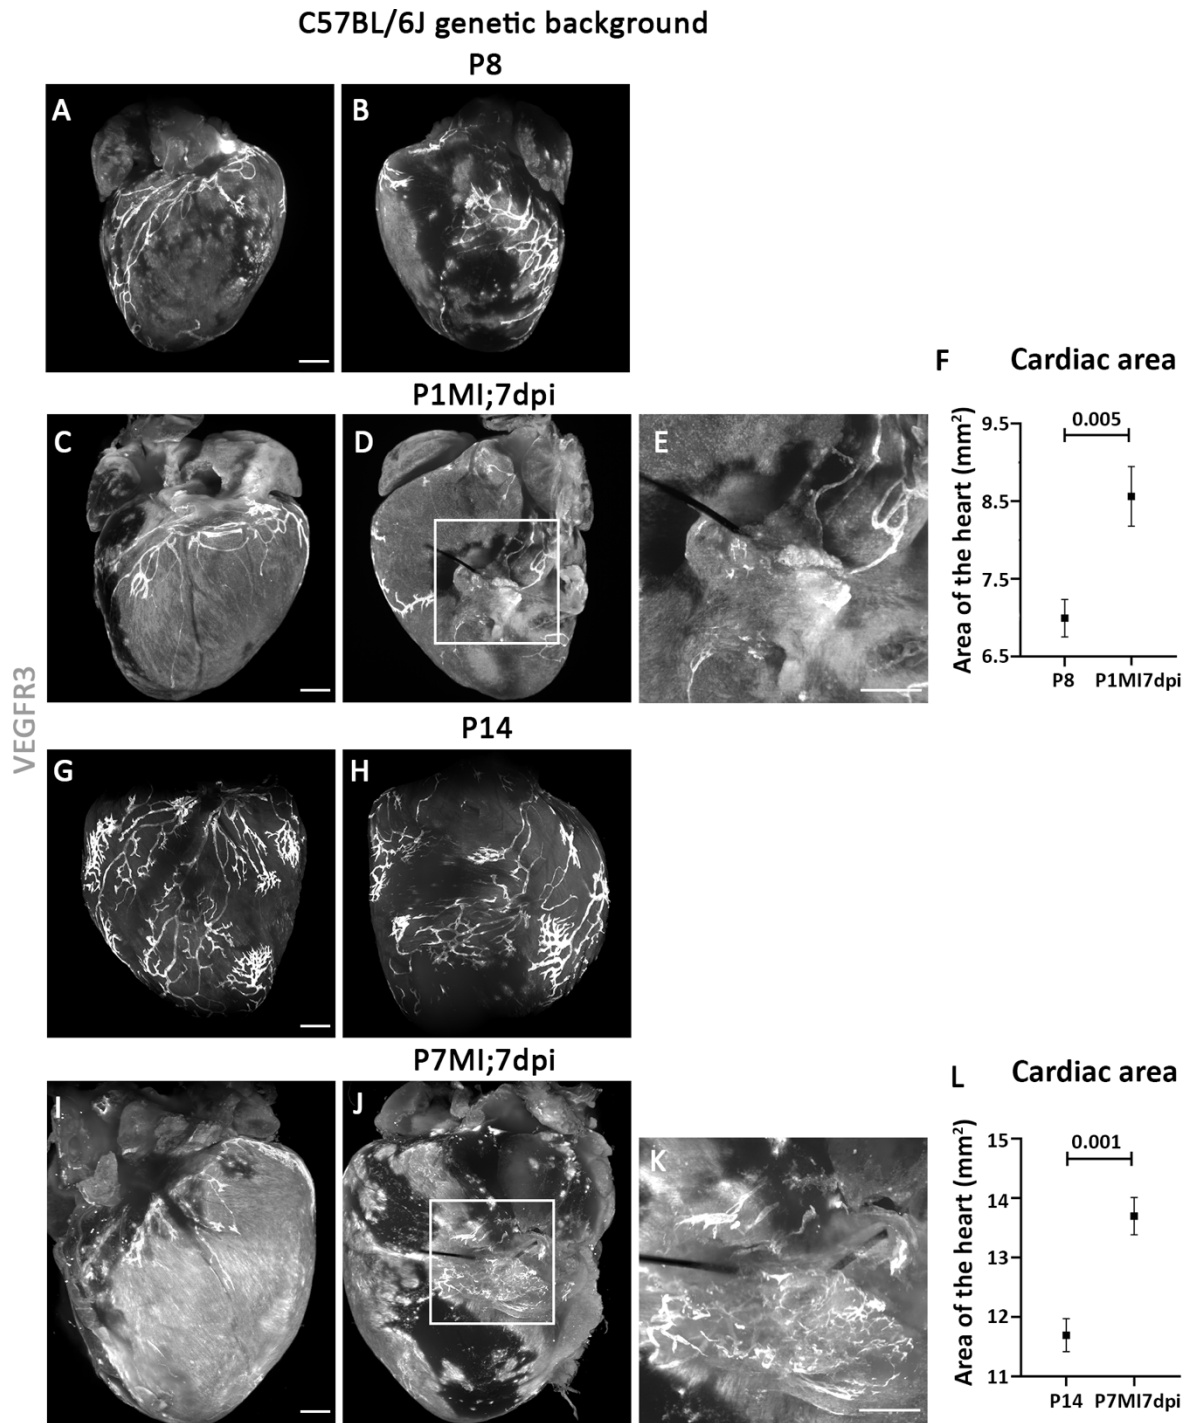 C57BL/6J genetic background
P8
A
B
P1MI;7dpi
C
D
E
F
Cardiac area
Area of the heart (mm²)
9.5
8.5
7.5
6.5
0.005
P8
P1MI7dpi
VEGFR3
P14
G
H
P7MI;7dpi
I
J
K
L
Cardiac area
Area of the heart (mm²)
15
14
13
12
11
0.001
P14
P7MI7dpi